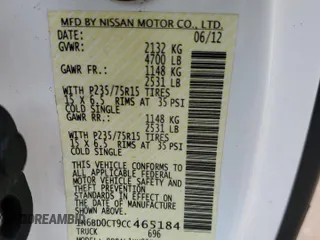 MFD BY NISSAN MOTOR CO., LTD.
DATE: 06/12
GVWR: 2132 KG
4700 LB
GAWR FR.: 1148 KG
2531 LB
WITH P235/75R15 TIRES
15 X 6.5 RIMS AT 35 PSI
COLD SINGLE
GAWR RR.: 1148 KG
2531 LB
WITH P235/75R15 TIRES
15 X 6.5 RIMS AT 35 PSI
COLD SINGLE
THIS VEHICLE CONFORMS TO
ALL APPLICABLE FEDERAL
MOTOR VEHICLE SAFETY
STANDARDS IN EFFECT ON
THE DATE OF MANUFACTURE
SHOWN ABOVE
1N6BD0CT9CC 465184
TRUCK 696